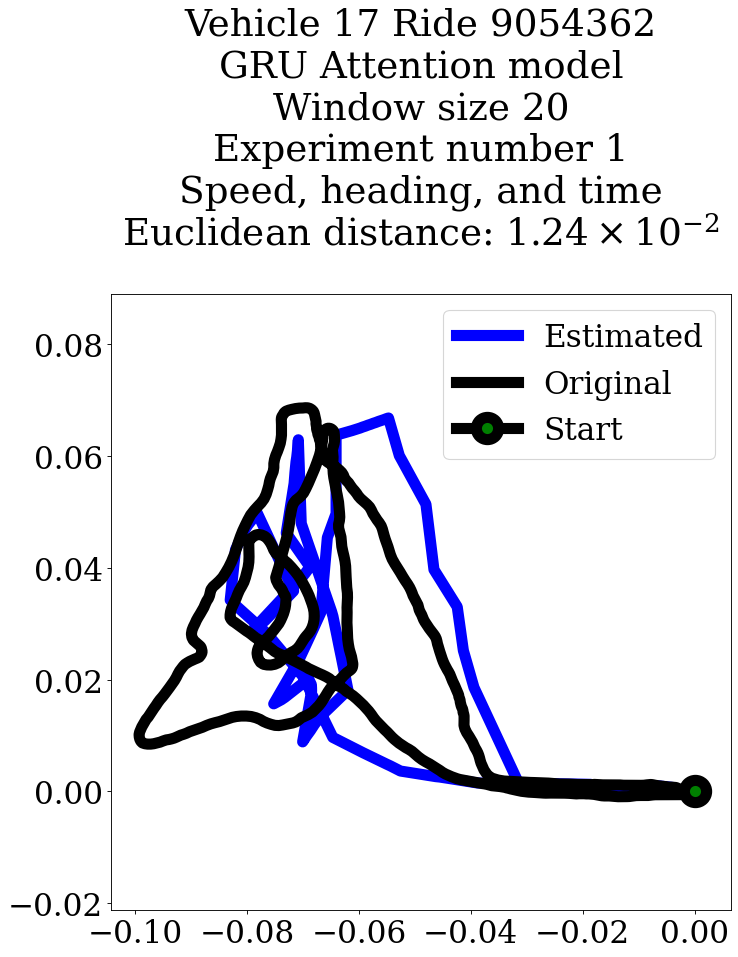 Vehicle 17 Ride 9054362
GRU Attention model
Window size 20
Experiment number 1
Speed, heading, and time
Euclidean distance: 1.24 × 10⁻²
Estimated
Original
Start
0.08
0.06
0.04
0.02
0.00
−0.02
−0.10 −0.08 −0.06 −0.04 −0.02 0.00